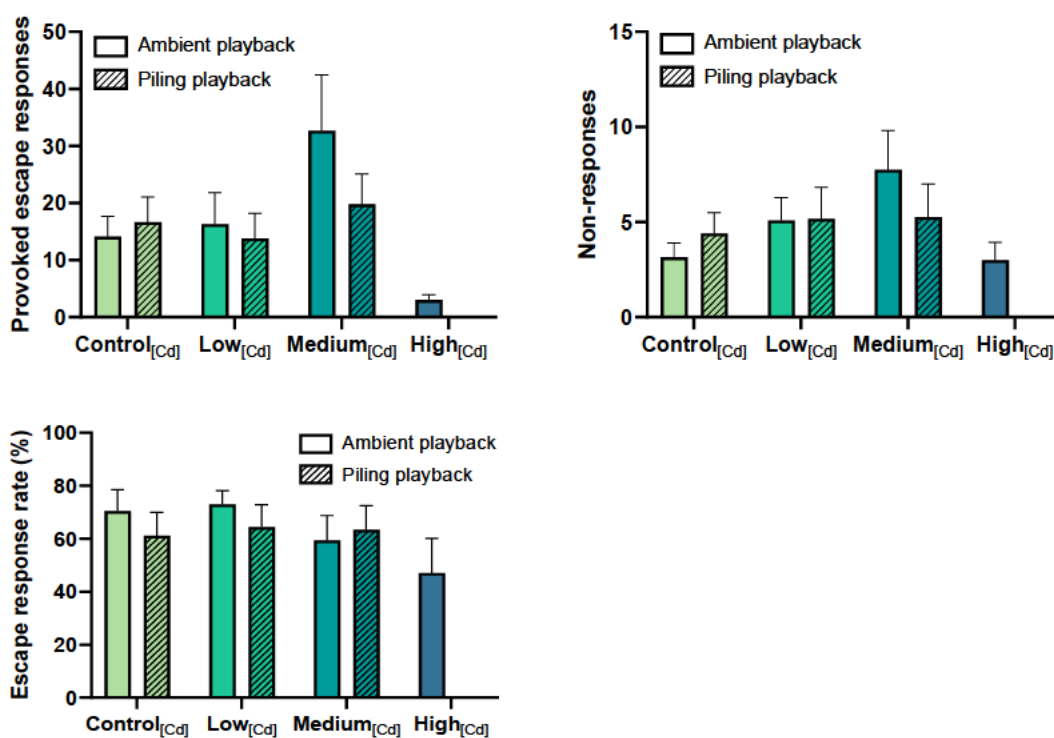 Provoked escape responses
50
40
30
20
10
0
Ambient playback
Piling playback
Control[Cd] Low[Cd] Medium[Cd] High[Cd]
Non-responses
15
10
5
0
Ambient playback
Piling playback
Control[Cd] Low[Cd] Medium[Cd] High[Cd]
Escape response rate (%)
100
80
60
40
20
0
Ambient playback
Piling playback
Control[Cd] Low[Cd] Medium[Cd] High[Cd]